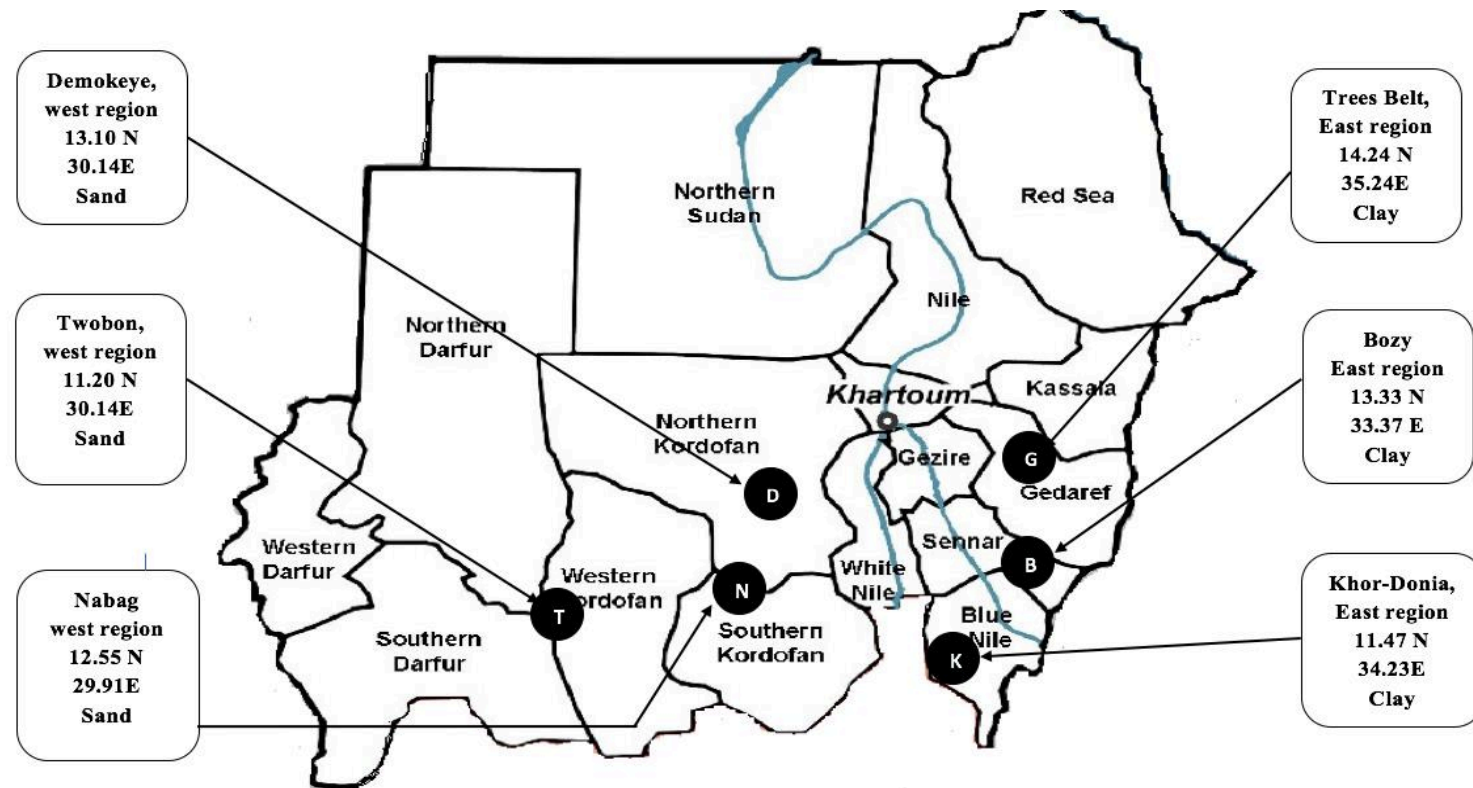 Demokeye,
west region
13.10 N
30.14E
Sand
Twobon,
west region
11.20 N
30.14E
Sand
Nabag
west region
12.55 N
29.91E
Sand
Northern
Sudan
Red Sea
Nile
Northern
Darfur
Kassala
Khartoum
Northern
Kordofan
Gezire
G
Gedaref
D
Sennar
B
Western
Darfur
Western
Kordofan
White
Nile
N
T
Southern
Darfur
Southern
Kordofan
Blue
Nile
K
Trees Belt,
East region
14.24 N
35.24E
Clay
Bozy
East region
13.33 N
33.37 E
Clay
Khor-Donia,
East region
11.47 N
34.23E
Clay